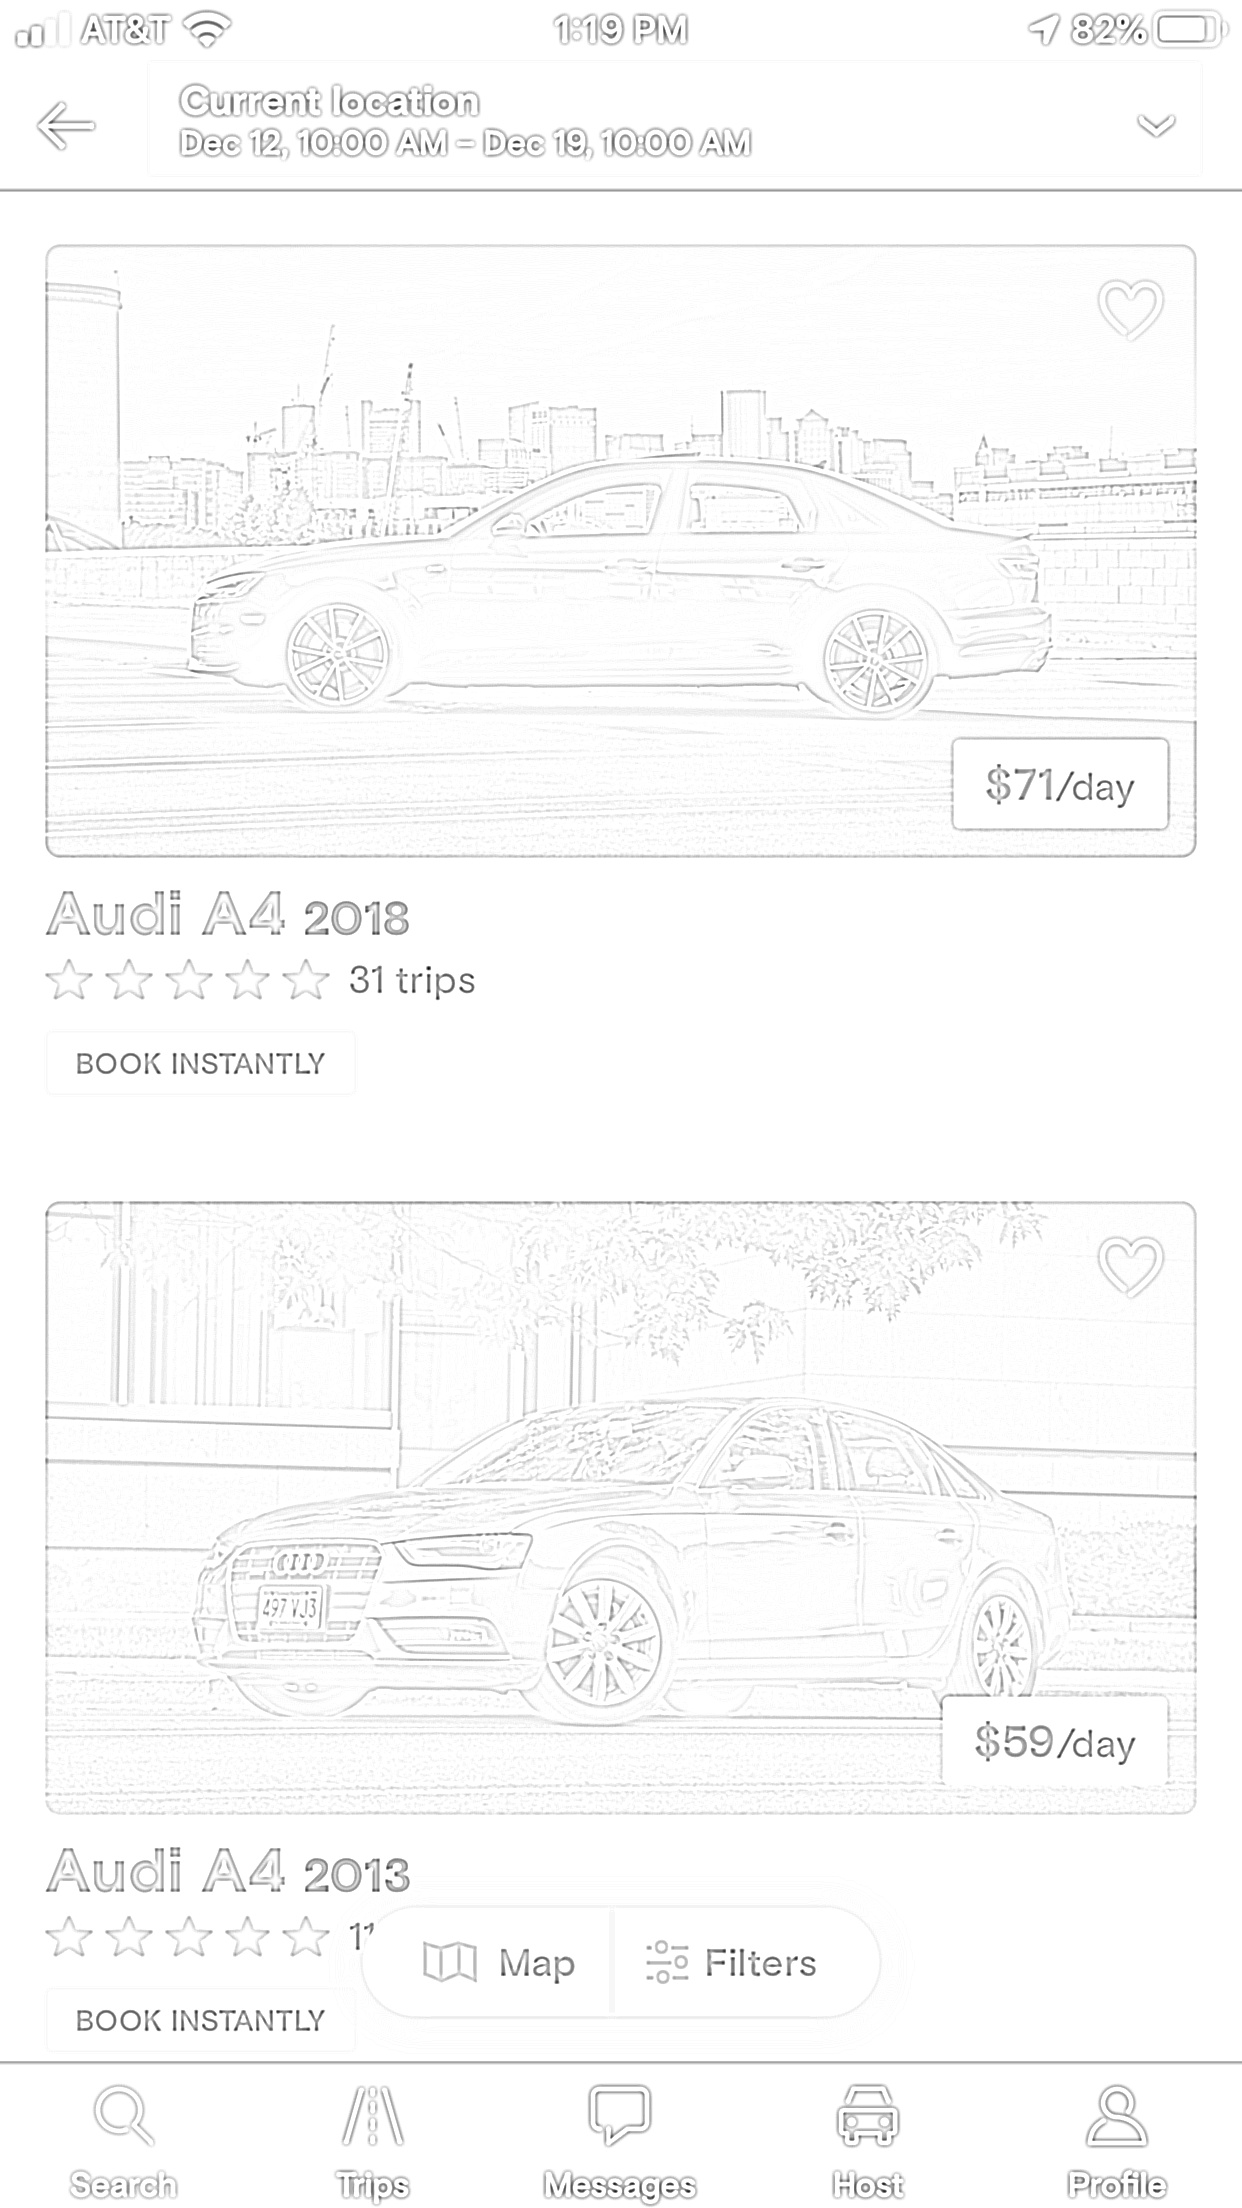 AT&T 1:19 PM 82%
Current location
Dec 12, 10:00 AM – Dec 19, 10:00 AM
$71/day
Audi A4 2018
31 trips
BOOK INSTANTLY
497 VJ3
$59/day
Audi A4 2013
Map Filters
BOOK INSTANTLY
Search Trips Messages Host Profile